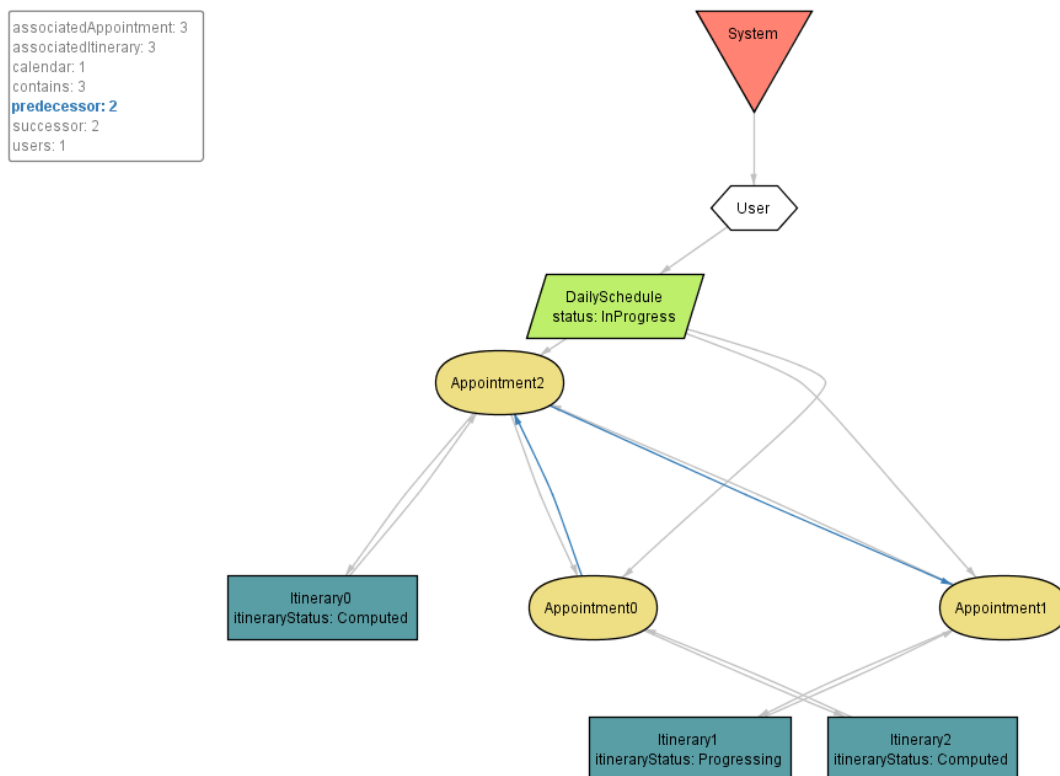 associatedAppointment: 3
associatedItinerary: 3
calendar: 1
contains: 3
predecessor: 2
successor: 2
users: 1
System
User
DailySchedule
status: InProgress
Appointment2
Itinerary0
itineraryStatus: Computed
Appointment0
Appointment1
Itinerary1
itineraryStatus: Progressing
Itinerary2
itineraryStatus: Computed